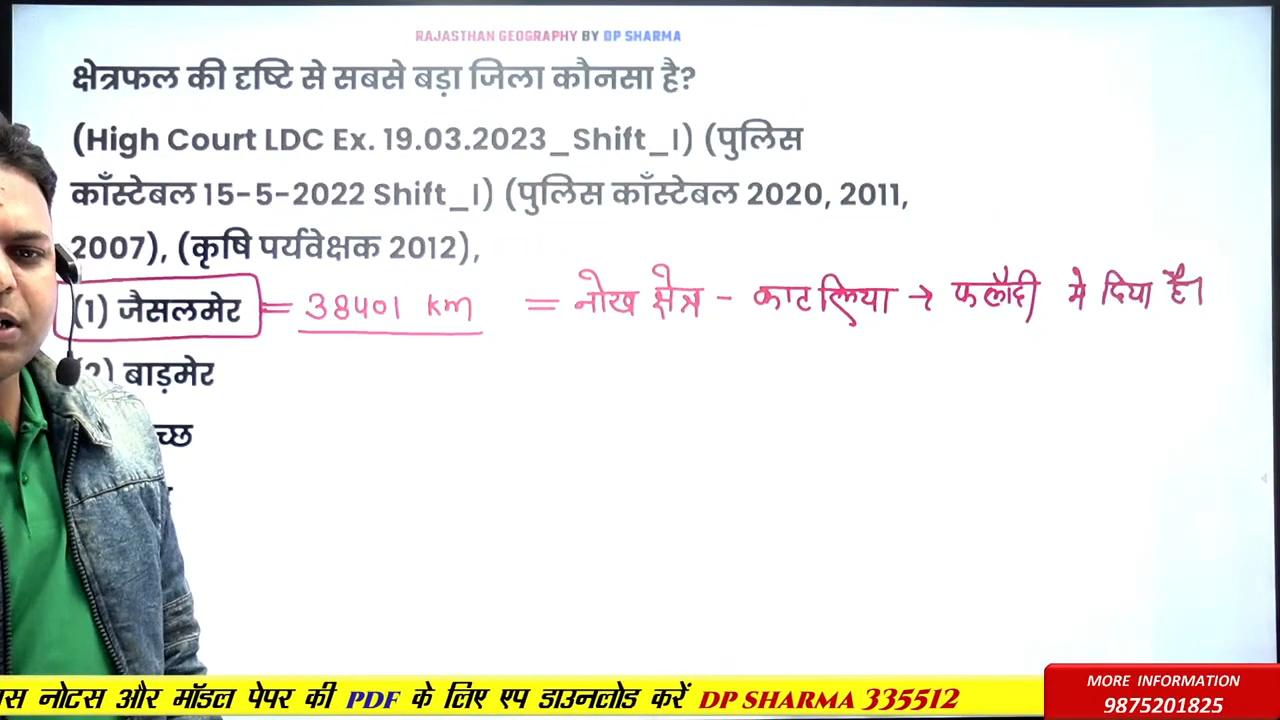 RAJASTHAN GEOGRAPHY BY DP SHARMA
क्षेत्रफल की दृष्टि से सबसे बड़ा जिला कौनसा है?
(High Court LDC Ex. 19.03.2023_Shift_I) (पुलिस
काँस्टेबल 15-5-2022 Shift_I) (पुलिस काँस्टेबल 2020, 2011,
2007), (कृषि पर्यवेक्षक 2012),
(1) जैसलमेर = 38401 km = नोख क्षेत्र - काट लिया → फलौदी मे दिया है।
(2) बाड़मेर
च्छ
नोटस और मॉडल पेपर की PDF के लिए एप डाउनलोड करें DP SHARMA 335512
MORE INFORMATION
9875201825